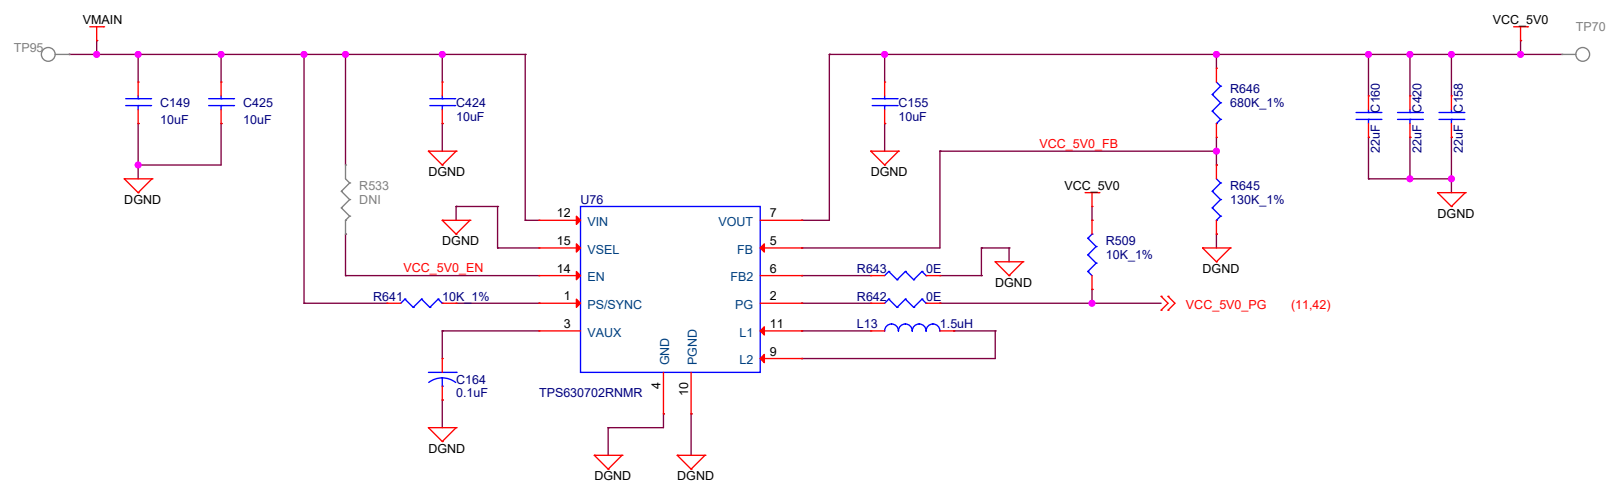 VMAIN
VCC_5V0
TP95
TP70
C149
10uF
C425
10uF
C424
10uF
C155
10uF
R646
680K_1%
C160
22uF
C420
22uF
C158
22uF
VCC_5V0_FB
DGND
DGND
DGND
R533
DNI
VCC_5V0
R645
130K_1%
DGND
U76
12
VIN
VOUT
7
DGND
15
VSEL
FB
5
R509
10K_1%
DGND
VCC_5V0_EN
14
EN
FB2
6
R643
0E
DGND
R641
10K_1%
1
PS/SYNC
PG
2
R642
0E
VCC_5V0_PG
(11,42)
3
VAUX
L1
11
L13
1.5uH
GND
PGND
L2
9
C164
0.1uF
TPS630702RNMR
4
10
DGND
DGND
DGND